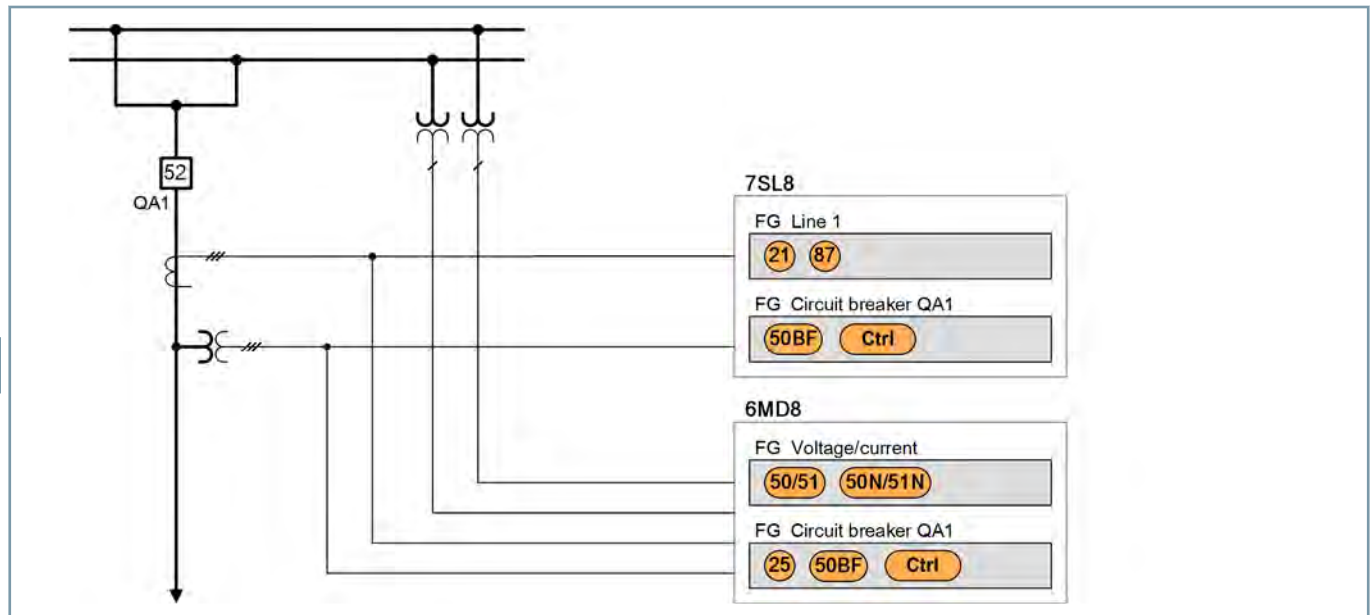 52
QA1
7SL8
FG Line 1
21 87
FG Circuit breaker QA1
50BF Ctrl
6MD8
FG Voltage/current
50/51 50N/51N
FG Circuit breaker QA1
25 50BF Ctrl